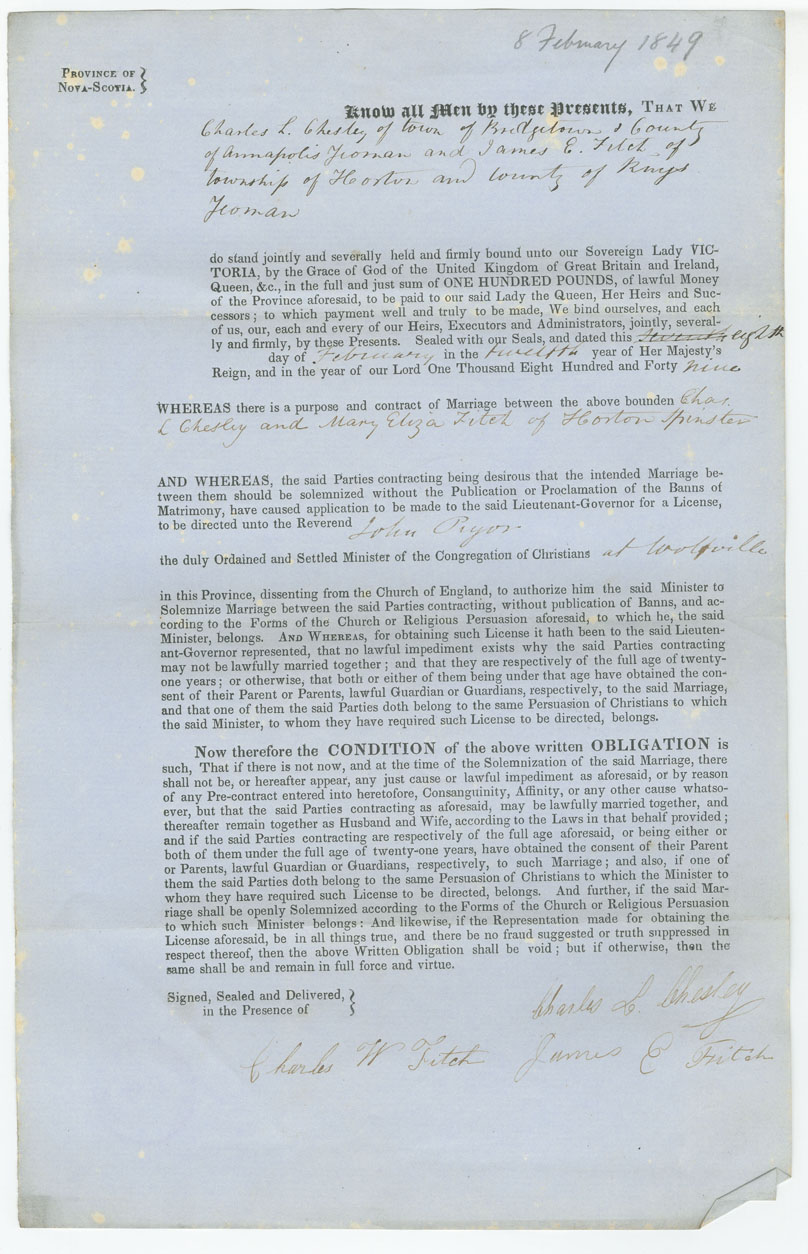 8 February 1849
PROVINCE OF
NOVA-SCOTIA.
Know all Men by these Presents, THAT WE
Charles L. Chesley of town of Bridgetown & County
of Annapolis Yeoman and James E. Fitch of
township of Horton and County of Kings
Yeoman
do stand jointly and severally held and firmly bound unto our Sovereign Lady VIC-
TORIA, by the Grace of God of the United Kingdom of Great Britain and Ireland,
Queen, &c., in the full and just sum of ONE HUNDRED POUNDS, of lawful Money
of the Province aforesaid, to be paid to our said Lady the Queen, Her Heirs and Suc-
cessors; to which payment well and truly to be made, We bind ourselves, and each
of us, our, each and every of our Heirs, Executors and Administrators, jointly, several-
ly and firmly, by these Presents. Sealed with our Seals, and dated this seventh eighth
day of February in the twelfth year of Her Majesty's
Reign, and in the year of our Lord One Thousand Eight Hundred and Forty nine
WHEREAS there is a purpose and contract of Marriage between the above bounden Chas.
L Chesley and Mary Eliza Fitch of Horton Spinster
AND WHEREAS, the said Parties contracting being desirous that the intended Marriage be-
tween them should be solemnized without the Publication or Proclamation of the Banns of
Matrimony, have caused application to be made to the said Lieutenant-Governor for a License,
to be directed unto the Reverend John Pryor
the duly Ordained and Settled Minister of the Congregation of Christians at Wolfville
in this Province, dissenting from the Church of England, to authorize him the said Minister to
Solemnize Marriage between the said Parties contracting, without publication of Banns, and ac-
cording to the Forms of the Church or Religious Persuasion aforesaid, to which he, the said
Minister, belongs. AND WHEREAS, for obtaining such License it hath been to the said Lieuten-
ant-Governor represented, that no lawful impediment exists why the said Parties contracting
may not be lawfully married together; and that they are respectively of the full age of twenty-
one years; or otherwise, that both or either of them being under that age have obtained the con-
sent of their Parent or Parents, lawful Guardian or Guardians, respectively, to the said Marriage,
and that one of them the said Parties doth belong to the same Persuasion of Christians to which
the said Minister, to whom they have required such License to be directed, belongs.
Now therefore the CONDITION of the above written OBLIGATION is
such, That if there is not now, and at the time of the Solemnization of the said Marriage, there
shall not be, or hereafter appear, any just cause or lawful impediment as aforesaid, or by reason
of any Pre-contract entered into heretofore, Consanguinity, Affinity, or any other cause whatso-
ever, but that the said Parties contracting as aforesaid, may be lawfully married together, and
thereafter remain together as Husband and Wife, according to the Laws in that behalf provided;
and if the said Parties contracting are respectively of the full age aforesaid, or being either or
both of them under the full age of twenty-one years, have obtained the consent of their Parent
or Parents, lawful Guardian or Guardians, respectively, to such Marriage; and also, if one of
them the said Parties doth belong to the same Persuasion of Christians to which the Minister to
whom they have required such License to be directed, belongs. And further, if the said Mar-
riage shall be openly Solemnized according to the Forms of the Church or Religious Persuasion
to which such Minister belongs: And likewise, if the Representation made for obtaining the
License aforesaid, be in all things true, and there be no fraud suggested or truth suppressed in
respect thereof, then the above Written Obligation shall be void; but if otherwise, then the
same shall be and remain in full force and virtue.
Signed, Sealed and Delivered,
in the Presence of
Charles L. Chesley
Charles W Fitch James E Fitch